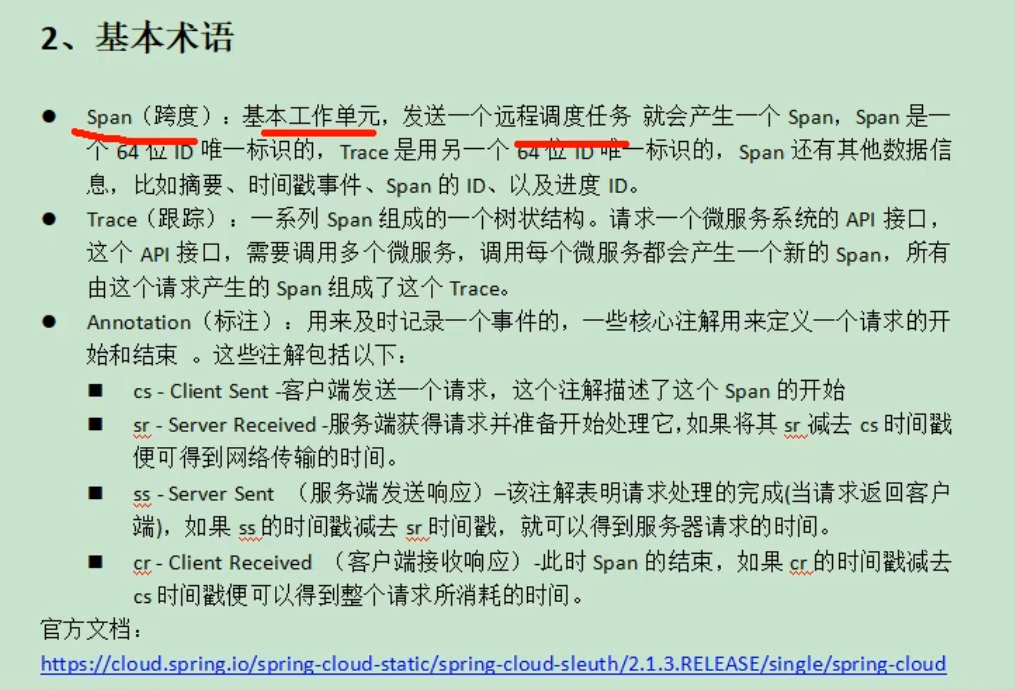 2、基本术语
● Span（跨度）：基本工作单元，发送一个远程调度任务 就会产生一个 Span，Span 是一
个 64 位 ID 唯一标识的，Trace 是用另一个 64 位 ID 唯一标识的，Span 还有其他数据信
息，比如摘要、时间戳事件、Span 的 ID、以及进度 ID。
● Trace（跟踪）：一系列 Span 组成的一个树状结构。请求一个微服务系统的 API 接口，
这个 API 接口，需要调用多个微服务，调用每个微服务都会产生一个新的 Span，所有
由这个请求产生的 Span 组成了这个 Trace。
● Annotation（标注）：用来及时记录一个事件的，一些核心注解用来定义一个请求的开
始和结束 。这些注解包括以下：
■ cs - Client Sent -客户端发送一个请求，这个注解描述了这个 Span 的开始
■ sr - Server Received -服务端获得请求并准备开始处理它，如果将其 sr 减去 cs 时间戳
便可得到网络传输的时间。
■ ss - Server Sent （服务端发送响应）–该注解表明请求处理的完成(当请求返回客户
端)，如果 ss 的时间戳减去 sr 时间戳，就可以得到服务器请求的时间。
■ cr - Client Received （客户端接收响应）-此时 Span 的结束，如果 cr 的时间戳减去
cs 时间戳便可以得到整个请求所消耗的时间。
官方文档：
https://cloud.spring.io/spring-cloud-static/spring-cloud-sleuth/2.1.3.RELEASE/single/spring-cloud